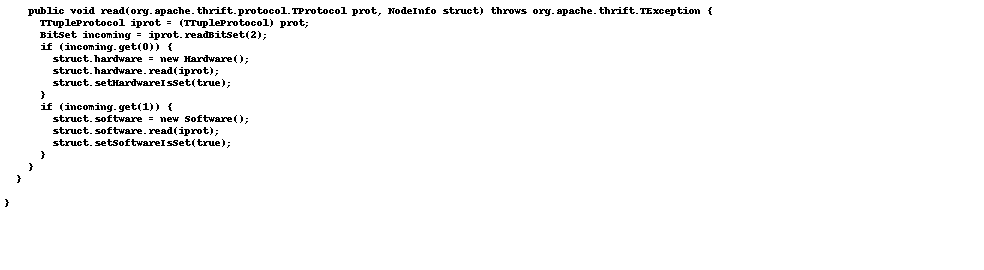 public void read(org.apache.thrift.protocol.TProtocol prot, NodeInfo struct) throws org.apache.thrift.TException {
TTupleProtocol iprot = (TTupleProtocol) prot;
BitSet incoming = iprot.readBitSet(2);
if (incoming.get(0)) {
struct.hardware = new Hardware();
struct.hardware.read(iprot);
struct.setHardwareIsSet(true);
}
if (incoming.get(1)) {
struct.software = new Software();
struct.software.read(iprot);
struct.setSoftwareIsSet(true);
}
}
}
}